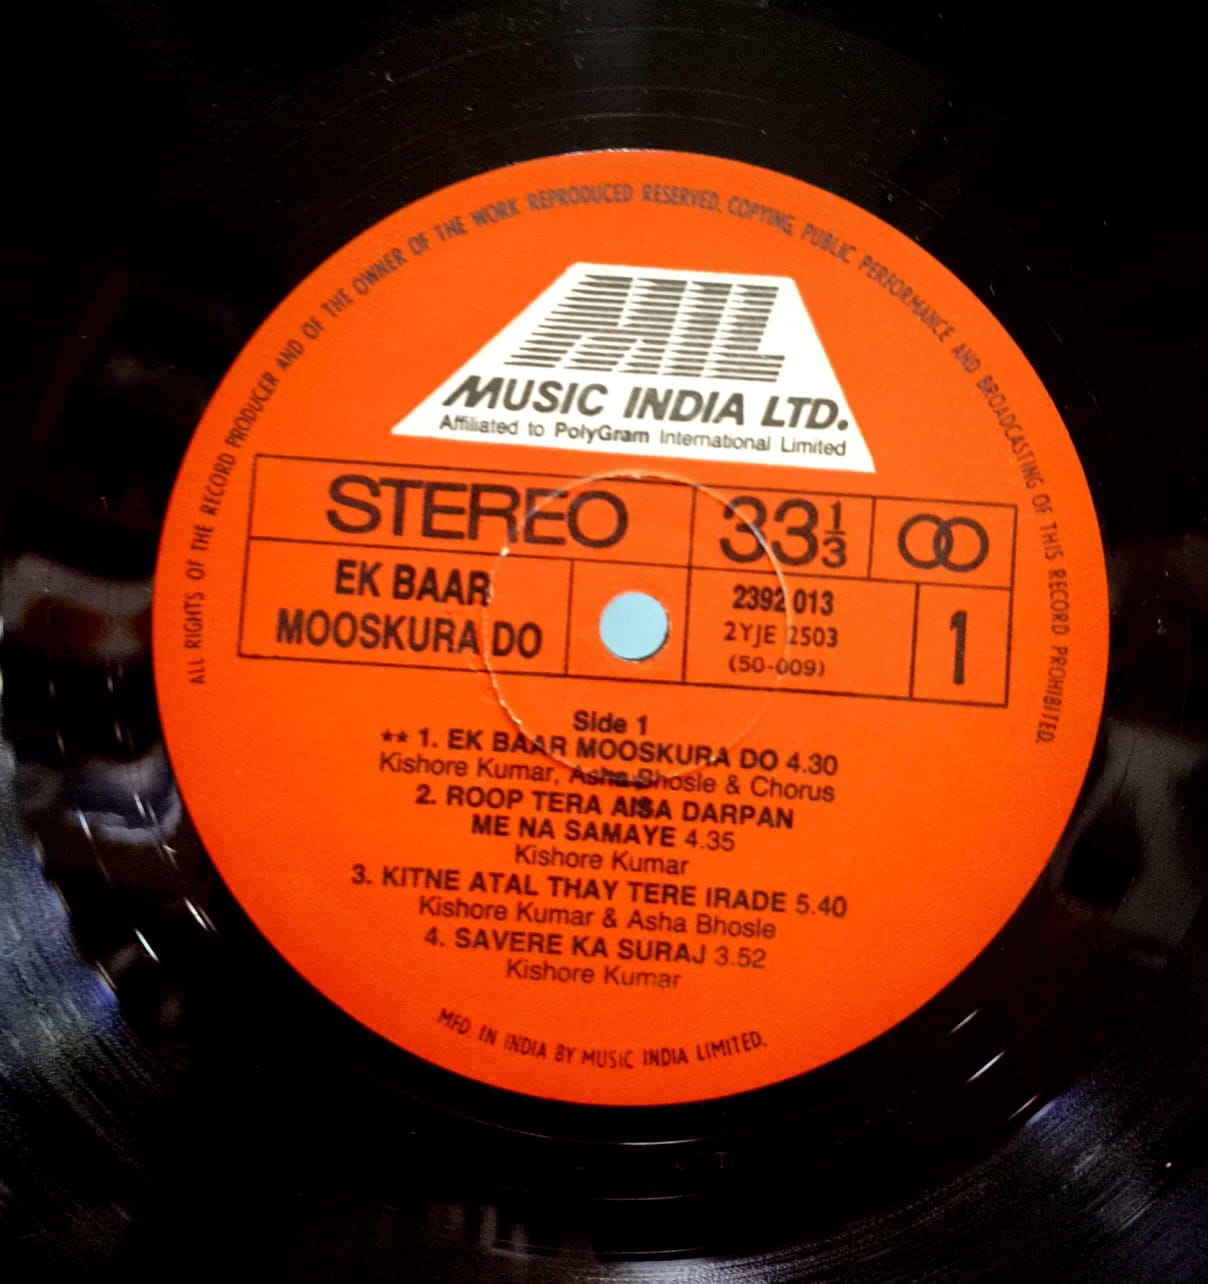 ALL RIGHTS OF THE RECORD PRODUCER AND OF THE OWNER OF THE WORK REPRODUCED RESERVED. COPYING, PUBLIC PERFORMANCE AND BROADCASTING OF THIS RECORD PROHIBITED.
MIL
MUSIC INDIA LTD.
Affiliated to PolyGram International Limited
STEREO 33 1/3
EK BAAR
MOOSKURA DO
2392 013
2YJE 2503
(50-009)
1
Side 1
** 1. EK BAAR MOOSKURA DO 4.30
Kishore Kumar, Asha Bhosle & Chorus
2. ROOP TERA AISA DARPAN
ME NA SAMAYE 4.35
Kishore Kumar
3. KITNE ATAL THAY TERE IRADE 5.40
Kishore Kumar & Asha Bhosle
4. SAVERE KA SURAJ 3.52
Kishore Kumar
MFD. IN INDIA BY MUSIC INDIA LIMITED.